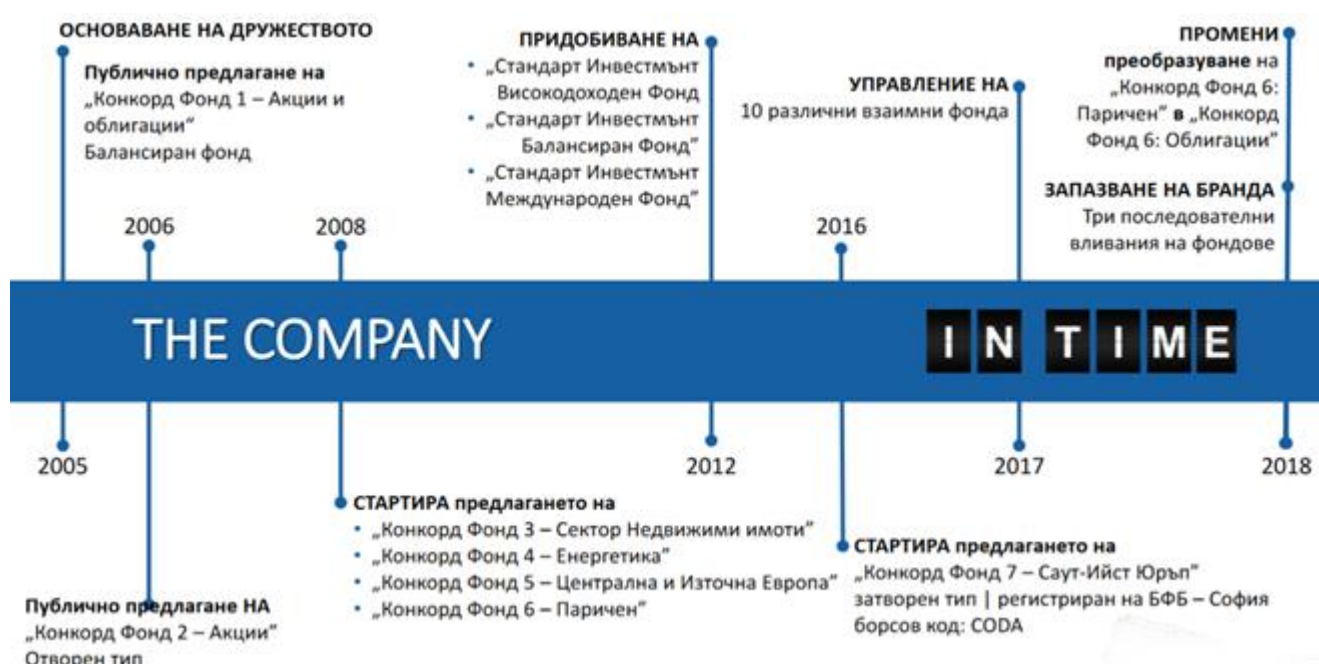 ОСНОВАВАНЕ НА ДРУЖЕСТВОТО
Публично предлагане на
„Конкорд Фонд 1 – Акции и
облигации”
Балансиран фонд
2006
2008
ПРИДОБИВАНЕ НА
• „Стандарт Инвестмънт
Високодоходен Фонд
• „Стандарт Инвестмънт
Балансиран Фонд”
• „Стандарт Инвестмънт
Международен Фонд”
2016
УПРАВЛЕНИЕ НА
10 различни взаимни фонда
ПРОМЕНИ
преобразуване на
„Конкорд Фонд 6:
Паричен” в „Конкорд
Фонд 6: Облигации”
ЗАПАЗВАНЕ НА БРАНДА
Три последователни
вливания на фондове
THE COMPANY
IN TIME
2005
Публично предлагане НА
„Конкорд Фонд 2 – Акции”
Отворен тип
СТАРТИРА предлагането на
• „Конкорд Фонд 3 – Сектор Недвижими имоти”
• „Конкорд Фонд 4 – Енергетика”
• „Конкорд Фонд 5 – Централна и Източна Европа”
• „Конкорд Фонд 6 – Паричен”
2012
СТАРТИРА предлагането на
„Конкорд Фонд 7 – Саут-Ийст Юръп”
затворен тип | регистриран на БФБ – София
борсов код: CODA
2017
2018